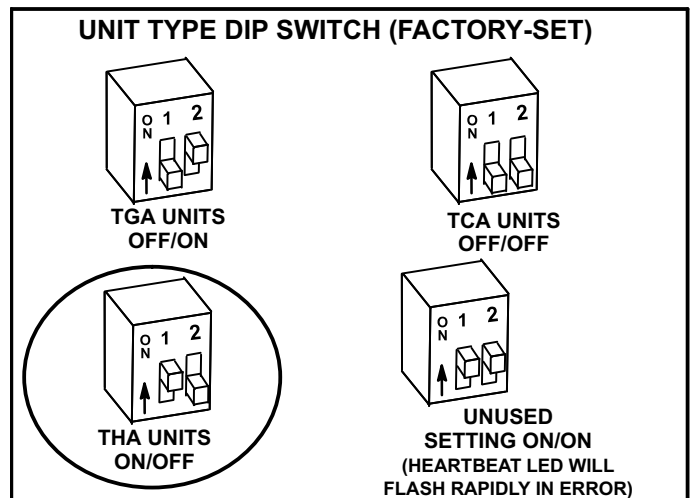 UNIT TYPE DIP SWITCH (FACTORY-SET)
ON 1 2
TGA UNITS
OFF/ON
ON 1 2
TCA UNITS
OFF/OFF
ON 1 2
THA UNITS
ON/OFF
ON 1 2
UNUSED
SETTING ON/ON
(HEARTBEAT LED WILL
FLASH RAPIDLY IN ERROR)